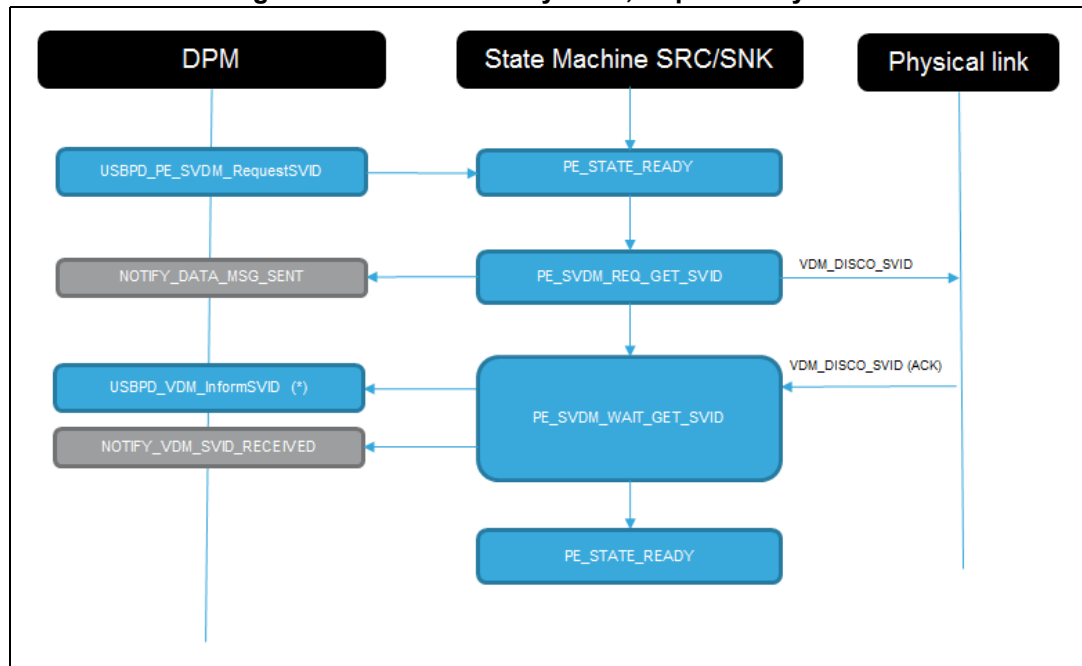 DPM
State Machine SRC/SNK
Physical link
USBPD_PE_SVDM_RequestSVID
PE_STATE_READY
NOTIFY_DATA_MSG_SENT
PE_SVDM_REQ_GET_SVID
VDM_DISCO_SVID
USBPD_VDM_InformSVID (*)
VDM_DISCO_SVID (ACK)
PE_SVDM_WAIT_GET_SVID
NOTIFY_VDM_SVID_RECEIVED
PE_STATE_READY